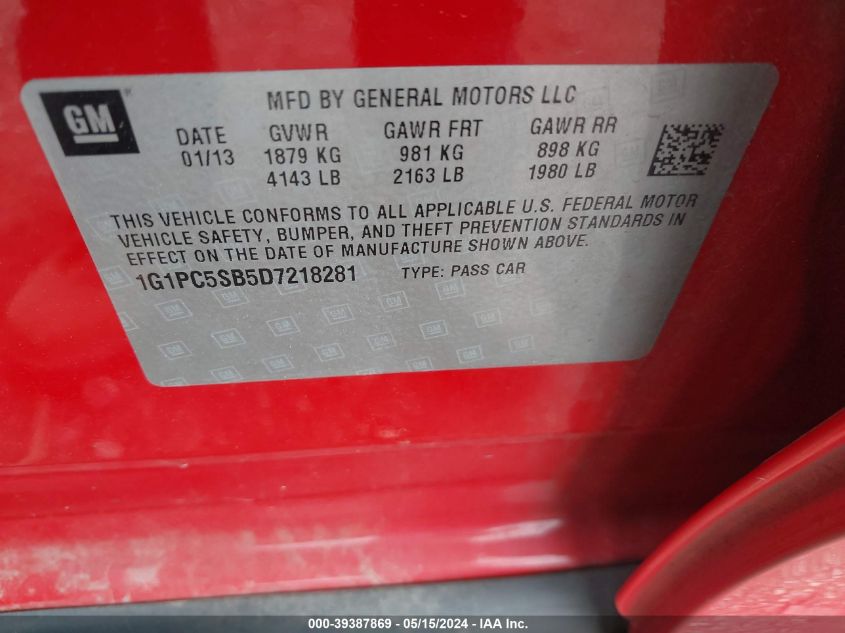 GM
MFD BY GENERAL MOTORS LLC
DATE GVWR GAWR FRT GAWR RR
01/13 1879 KG 981 KG 898 KG
4143 LB 2163 LB 1980 LB
THIS VEHICLE CONFORMS TO ALL APPLICABLE U.S. FEDERAL MOTOR
VEHICLE SAFETY, BUMPER, AND THEFT PREVENTION STANDARDS IN
EFFECT ON THE DATE OF MANUFACTURE SHOWN ABOVE.
1G1PC5SB5D7218281 TYPE: PASS CAR
000-39387869 - 05/15/2024 - IAA Inc.